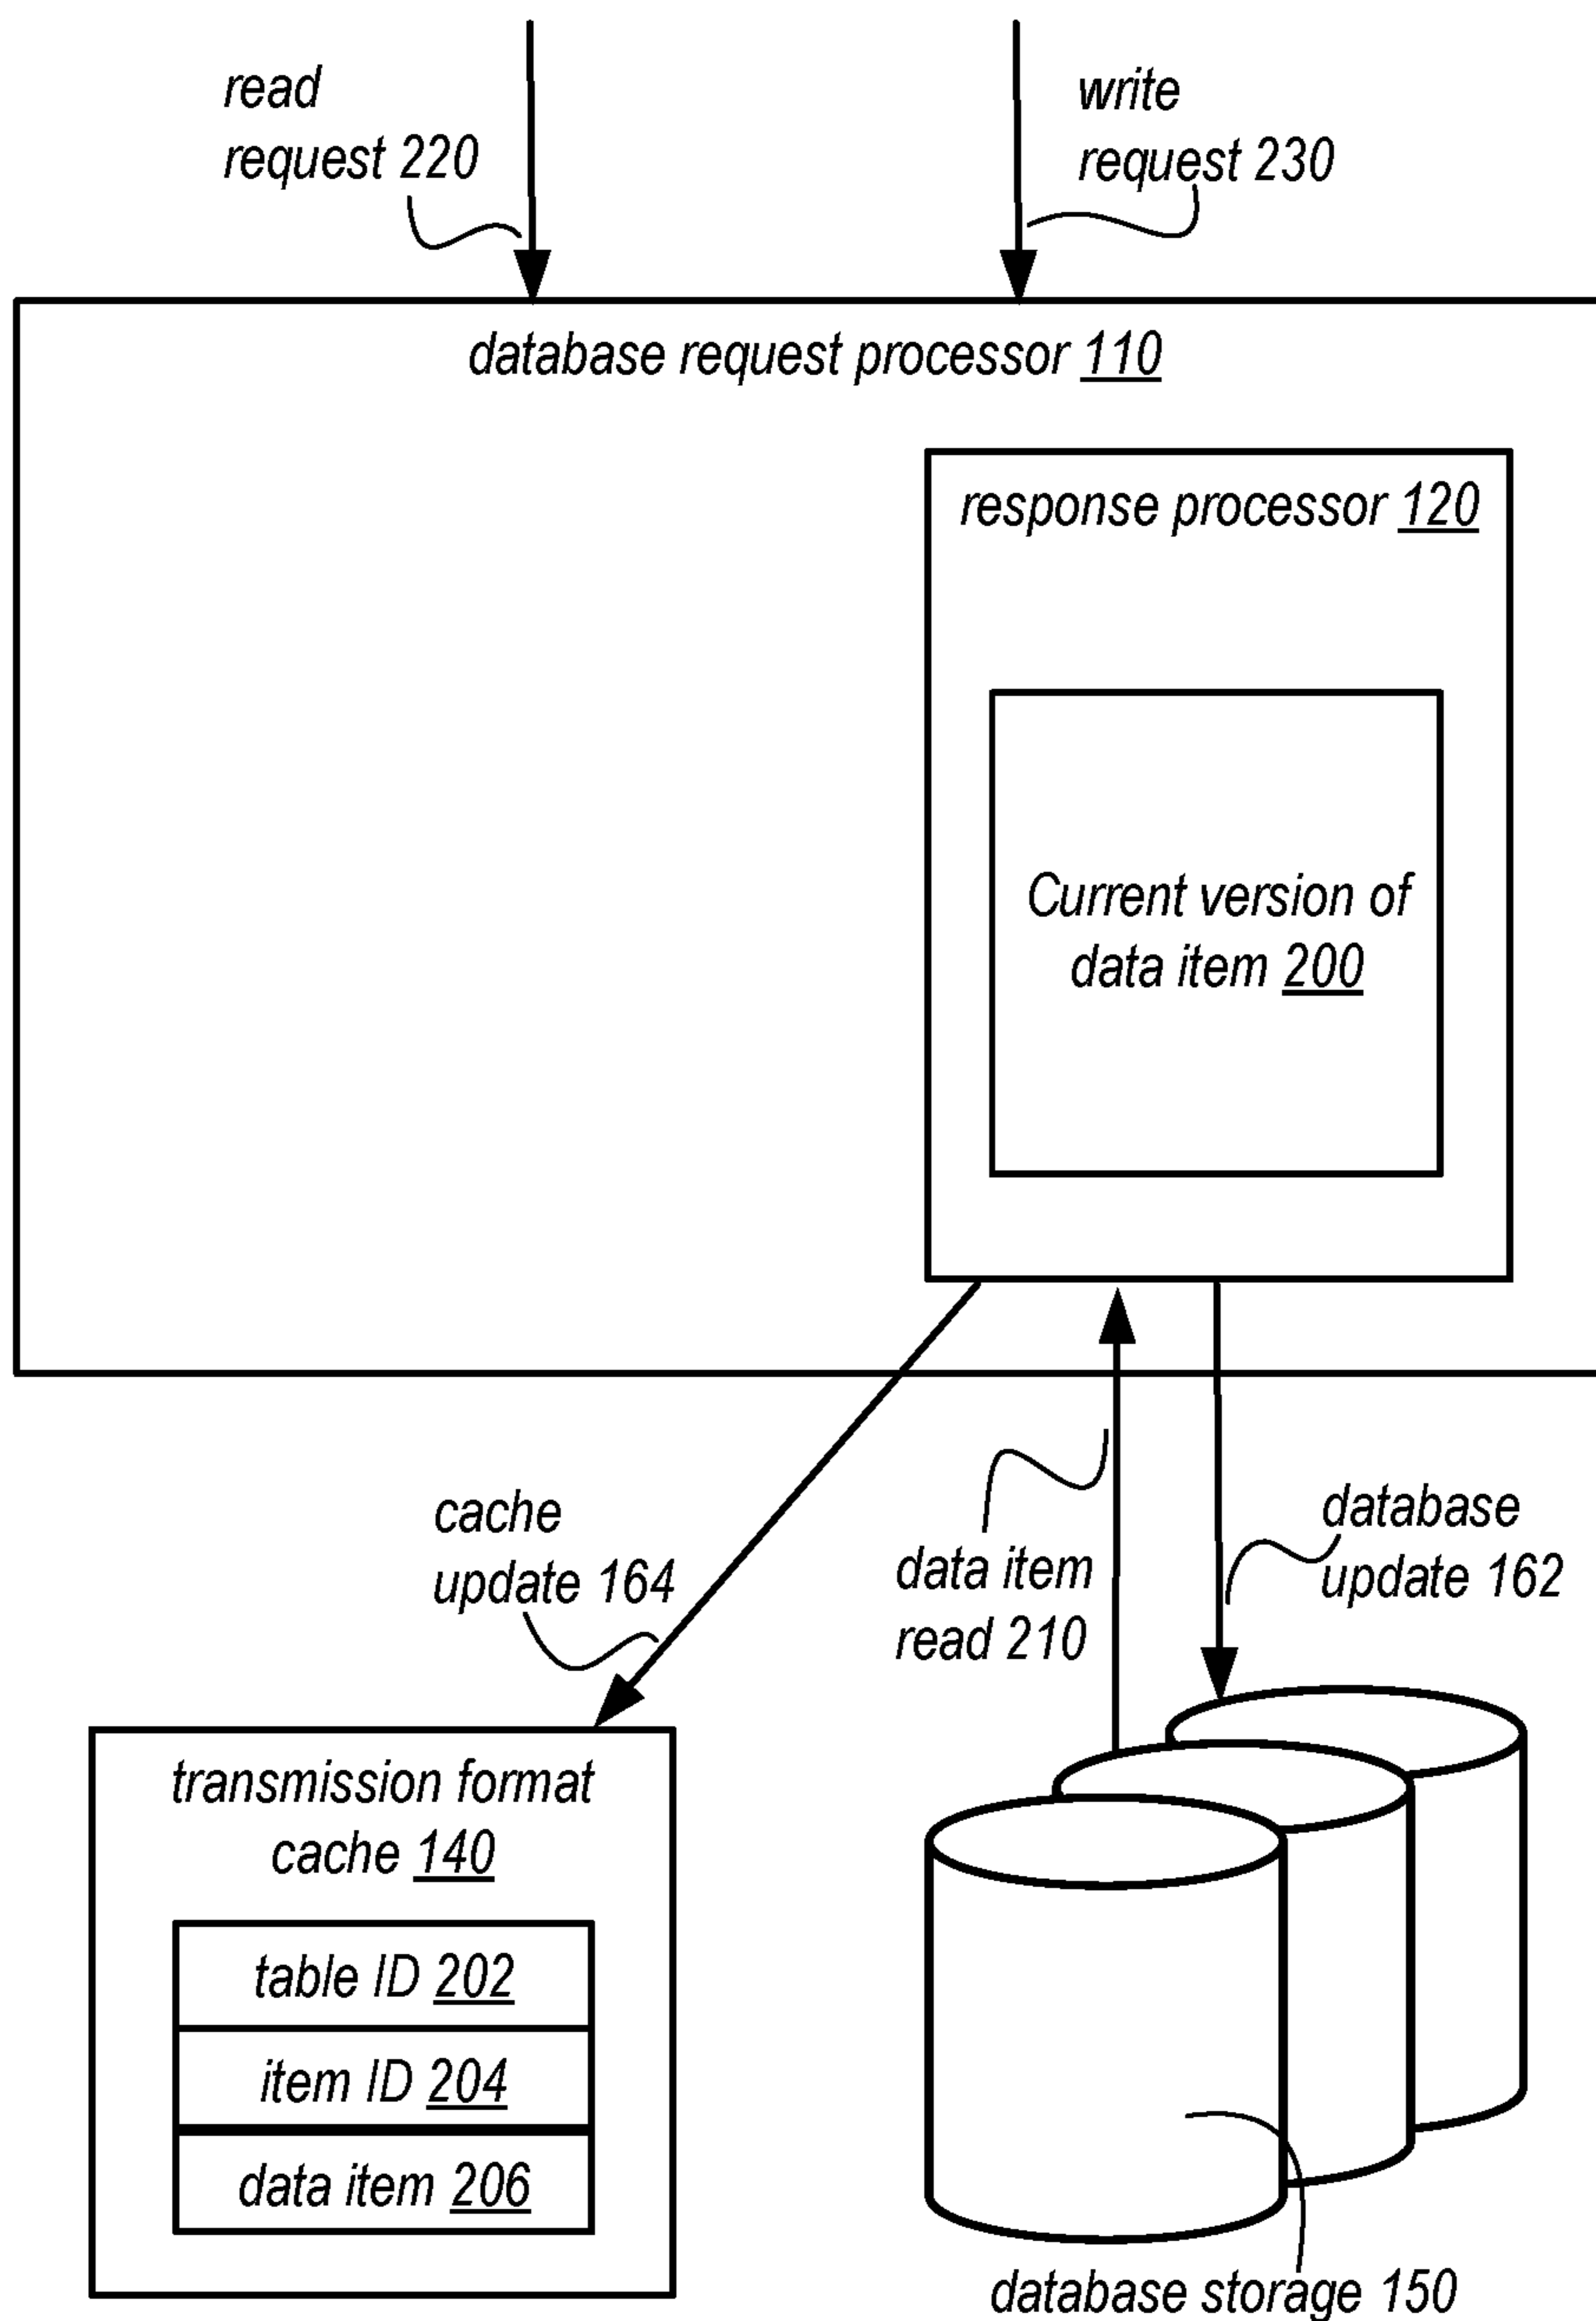 read
request 220
write
request 230
database request processor 110
response processor 120
Current version of
data item 200
cache
update 164
data item
read 210
database
update 162
transmission format
cache 140
table ID 202
item ID 204
data item 206
database storage 150